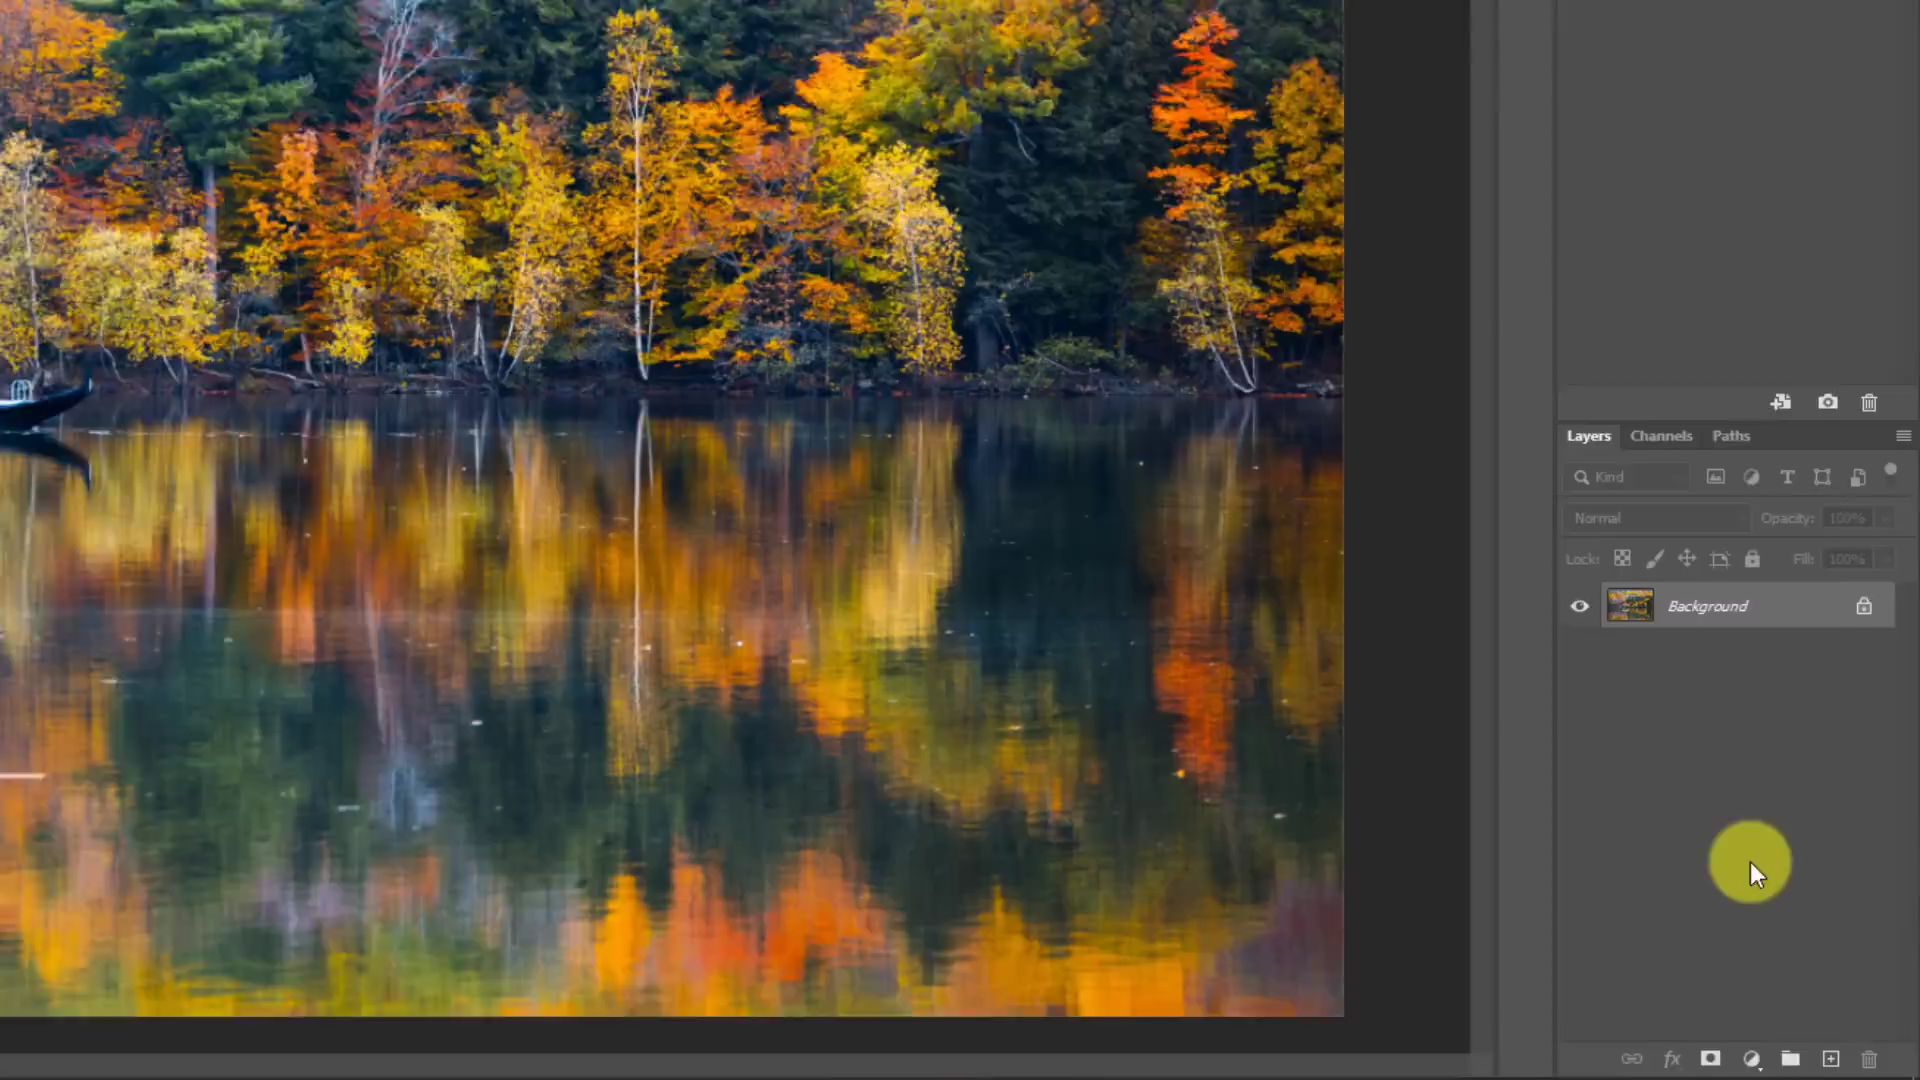 Layers Channels Paths
Kind
Normal Opacity: 100%
Lock: Fill: 100%
Background
fx